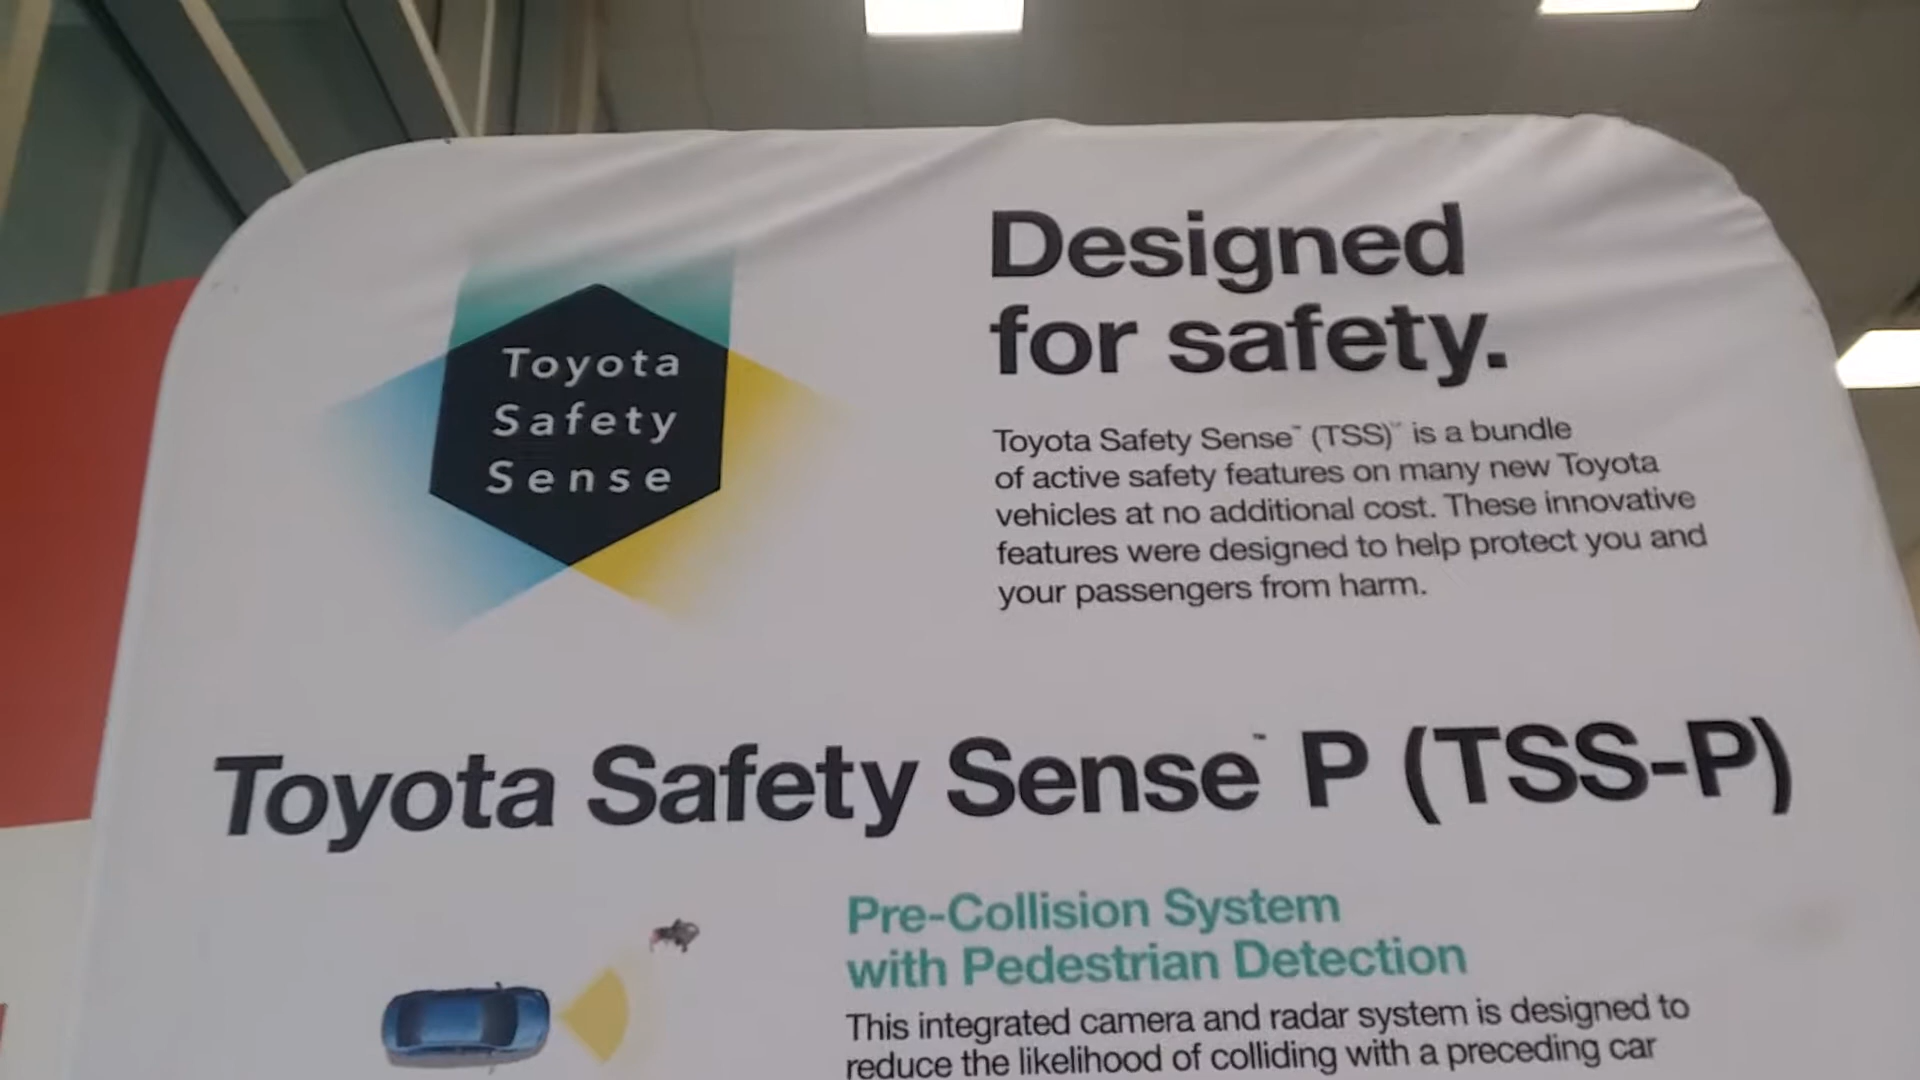 Toyota
Safety
Sense
Designed
for safety.
Toyota Safety Sense™ (TSS)™ is a bundle
of active safety features on many new Toyota
vehicles at no additional cost. These innovative
features were designed to help protect you and
your passengers from harm.
Toyota Safety Sense™ P (TSS-P)
Pre-Collision System
with Pedestrian Detection
This integrated camera and radar system is designed to
reduce the likelihood of colliding with a preceding car